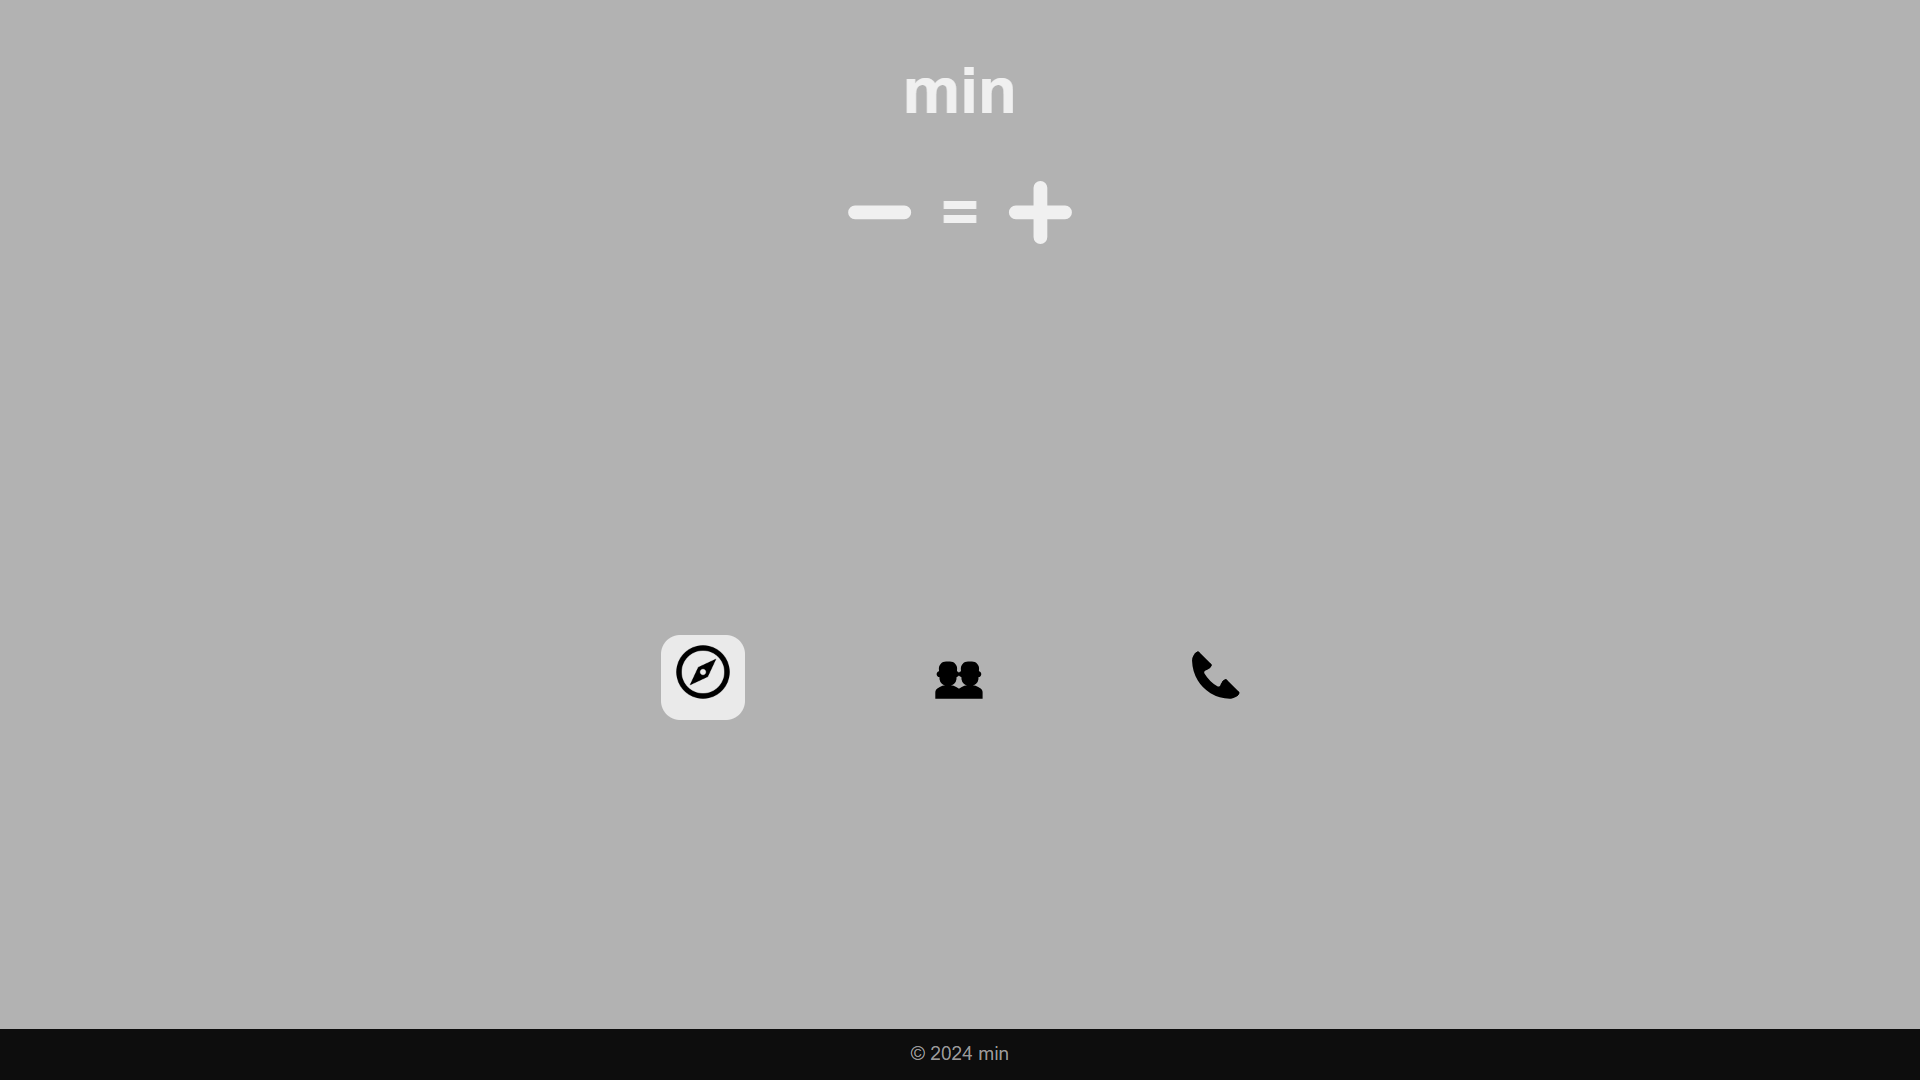 min
− = +
© 2024 min